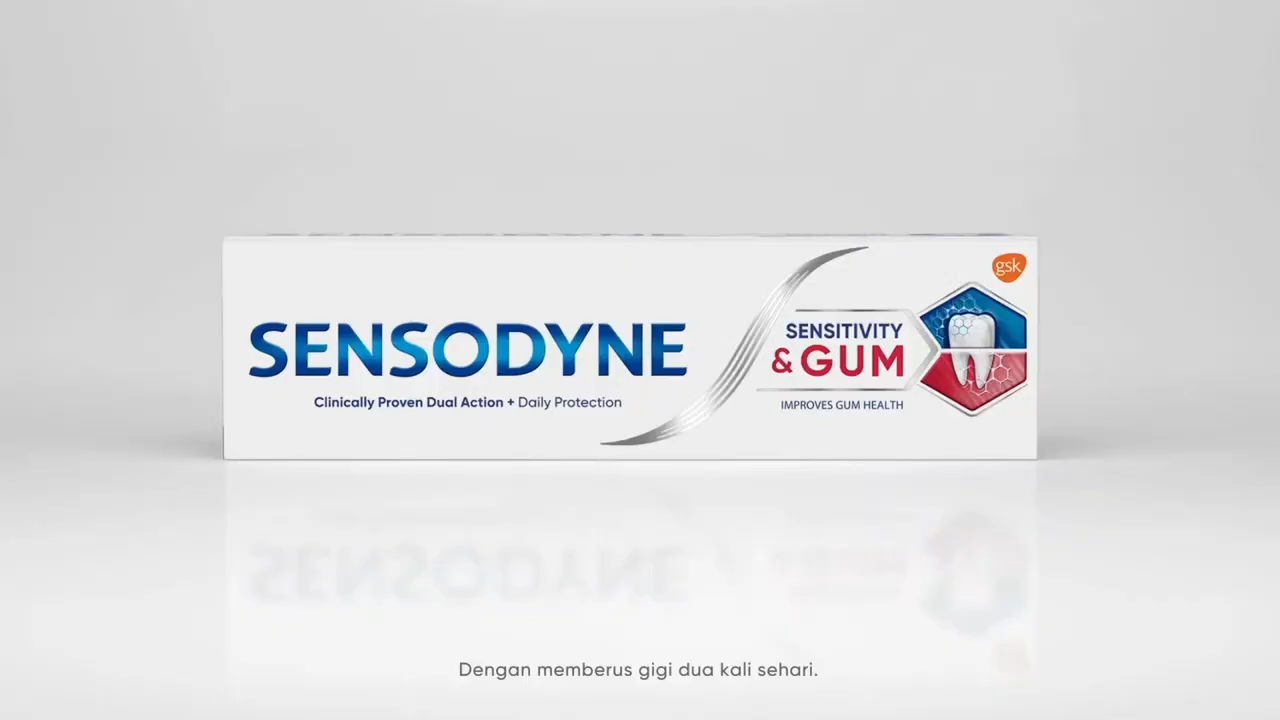 SENSODYNE
Clinically Proven Dual Action + Daily Protection
SENSITIVITY
& GUM
IMPROVES GUM HEALTH
gsk
Dengan memberus gigi dua kali sehari.